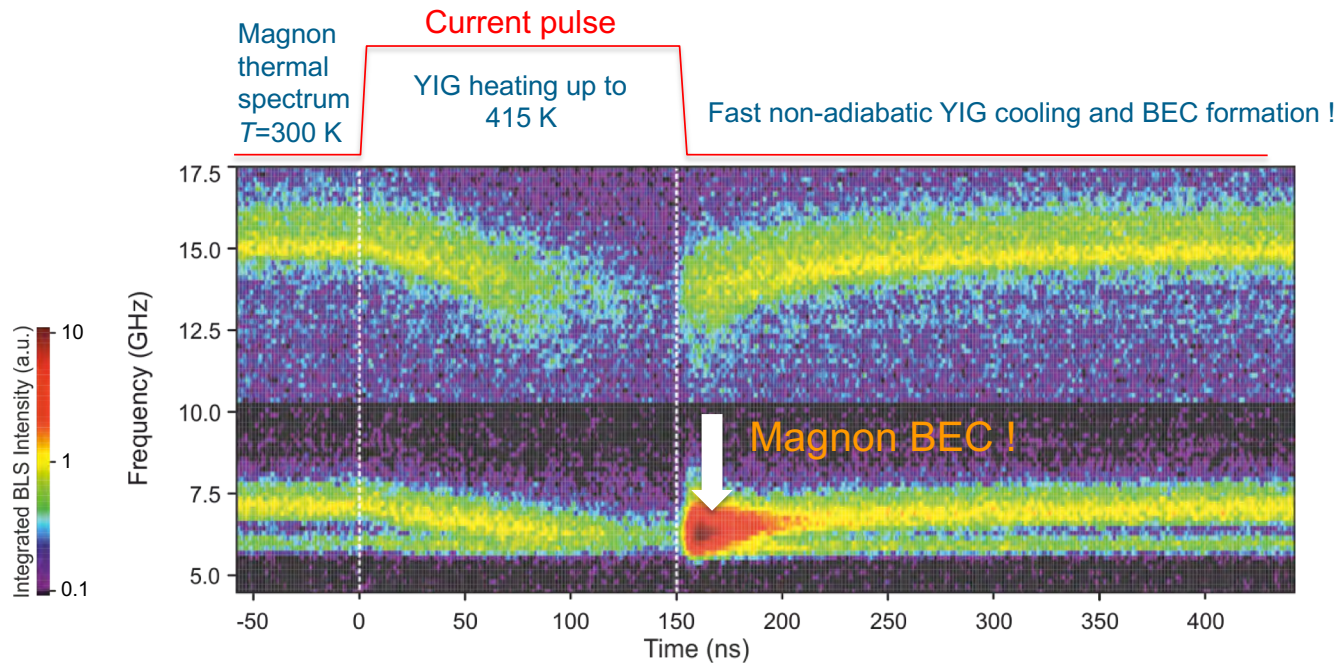 Magnon
thermal
spectrum
T=300 K
Current pulse
YIG heating up to
415 K
Fast non-adiabatic YIG cooling and BEC formation !
17.5
15.0
12.5
10.0
7.5
5.0
Frequency (GHz)
Magnon BEC !
Integrated BLS Intensity (a.u.)
10
1
0.1
-50
0
50
100
150
200
250
300
350
400
Time (ns)